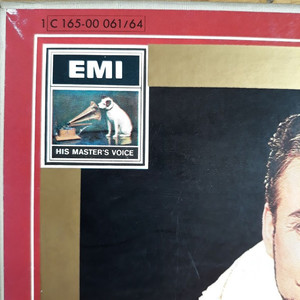 1 C 165-00 061/64
EMI
HIS MASTER'S VOICE